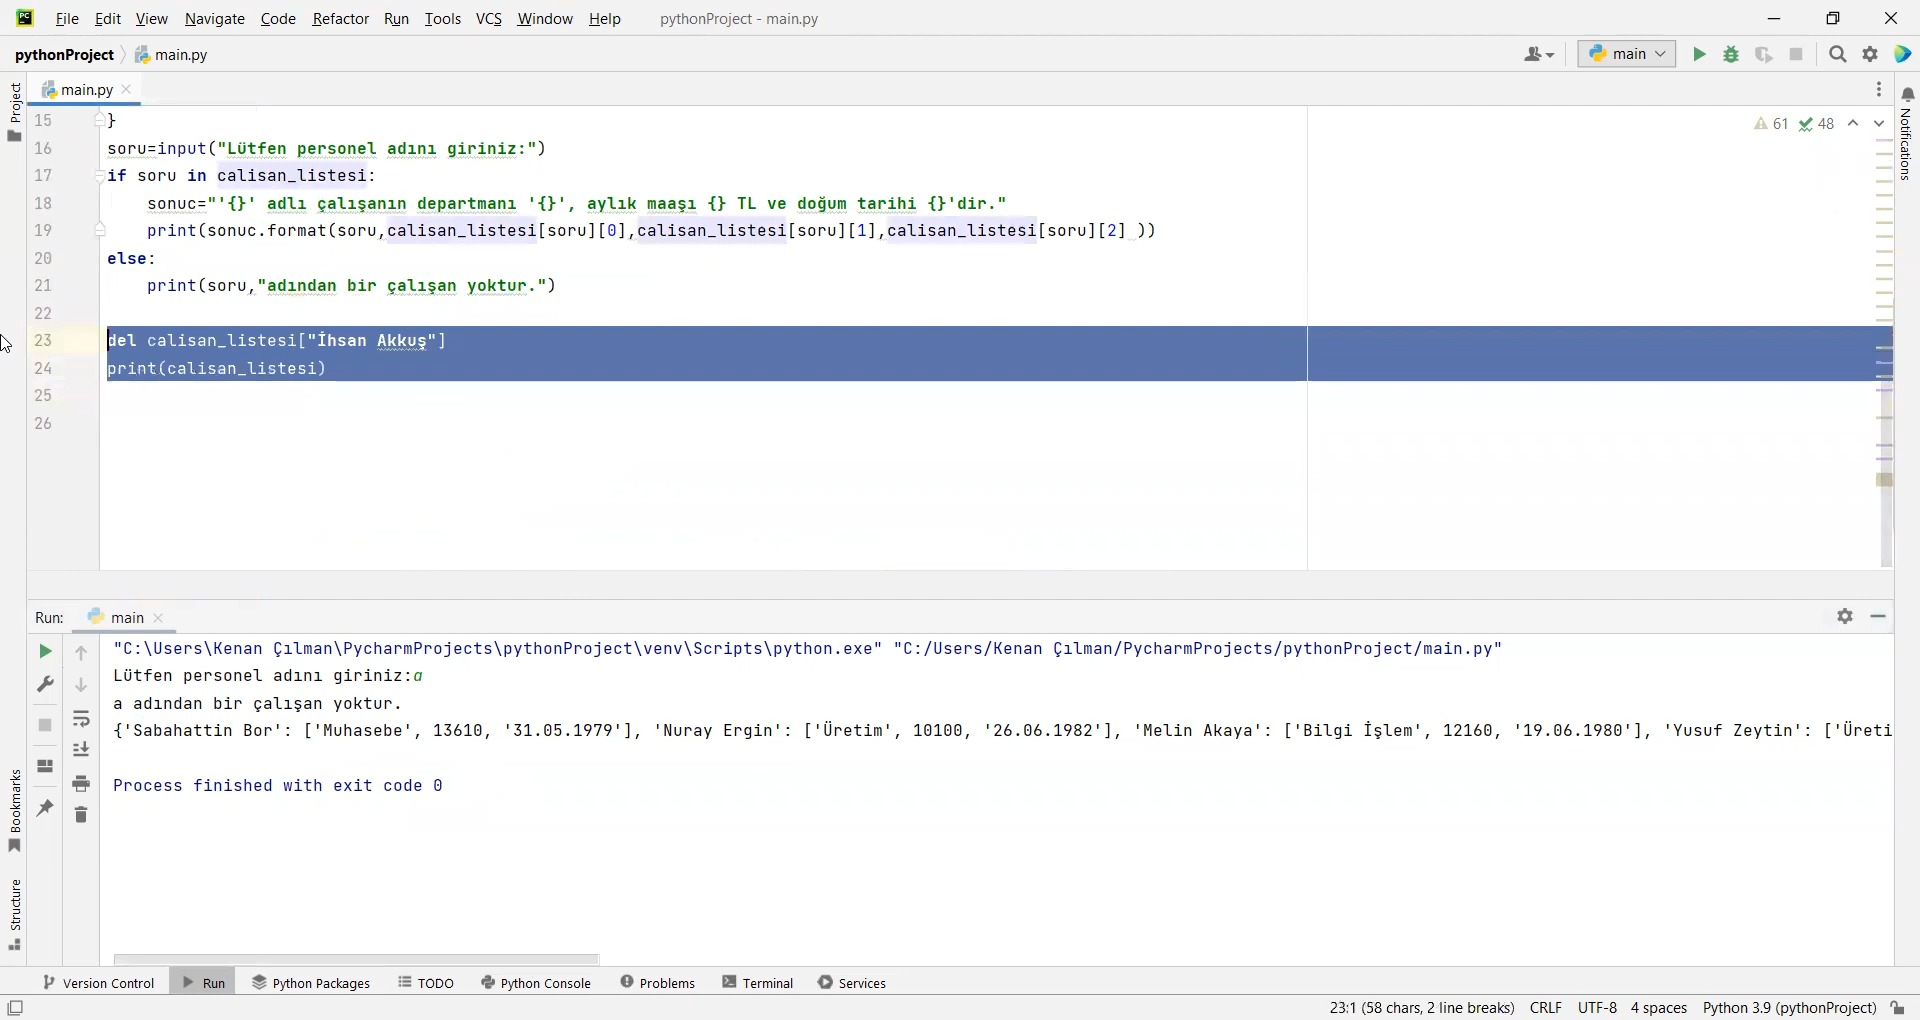 File Edit View Navigate Code Refactor Run Tools VCS Window Help pythonProject - main.py
pythonProject main.py
main
main.py
Project
Notifications
61 48
15 }
16 soru=input("Lütfen personel adını giriniz:")
17 if soru in calisan_listesi:
18 sonuc="'{}' adlı çalışanın departmanı '{}', aylık maaşı {} TL ve doğum tarihi {}'dir."
19 print(sonuc.format(soru,calisan_listesi[soru][0],calisan_listesi[soru][1],calisan_listesi[soru][2] ))
20 else:
21 print(soru,"adından bir çalışan yoktur.")
22
23 del calisan_listesi["İhsan Akkuş"]
24 print(calisan_listesi)
25
26
Run: main
"C:\Users\Kenan Çılman\PycharmProjects\pythonProject\venv\Scripts\python.exe" "C:/Users/Kenan Çılman/PycharmProjects/pythonProject/main.py"
Lütfen personel adını giriniz:a
a adından bir çalışan yoktur.
{'Sabahattin Bor': ['Muhasebe', 13610, '31.05.1979'], 'Nuray Ergin': ['Üretim', 10100, '26.06.1982'], 'Melin Akaya': ['Bilgi İşlem', 12160, '19.06.1980'], 'Yusuf Zeytin': ['Üreti
Process finished with exit code 0
Bookmarks
Structure
Version Control Run Python Packages TODO Python Console Problems Terminal Services
23:1 (58 chars, 2 line breaks) CRLF UTF-8 4 spaces Python 3.9 (pythonProject)